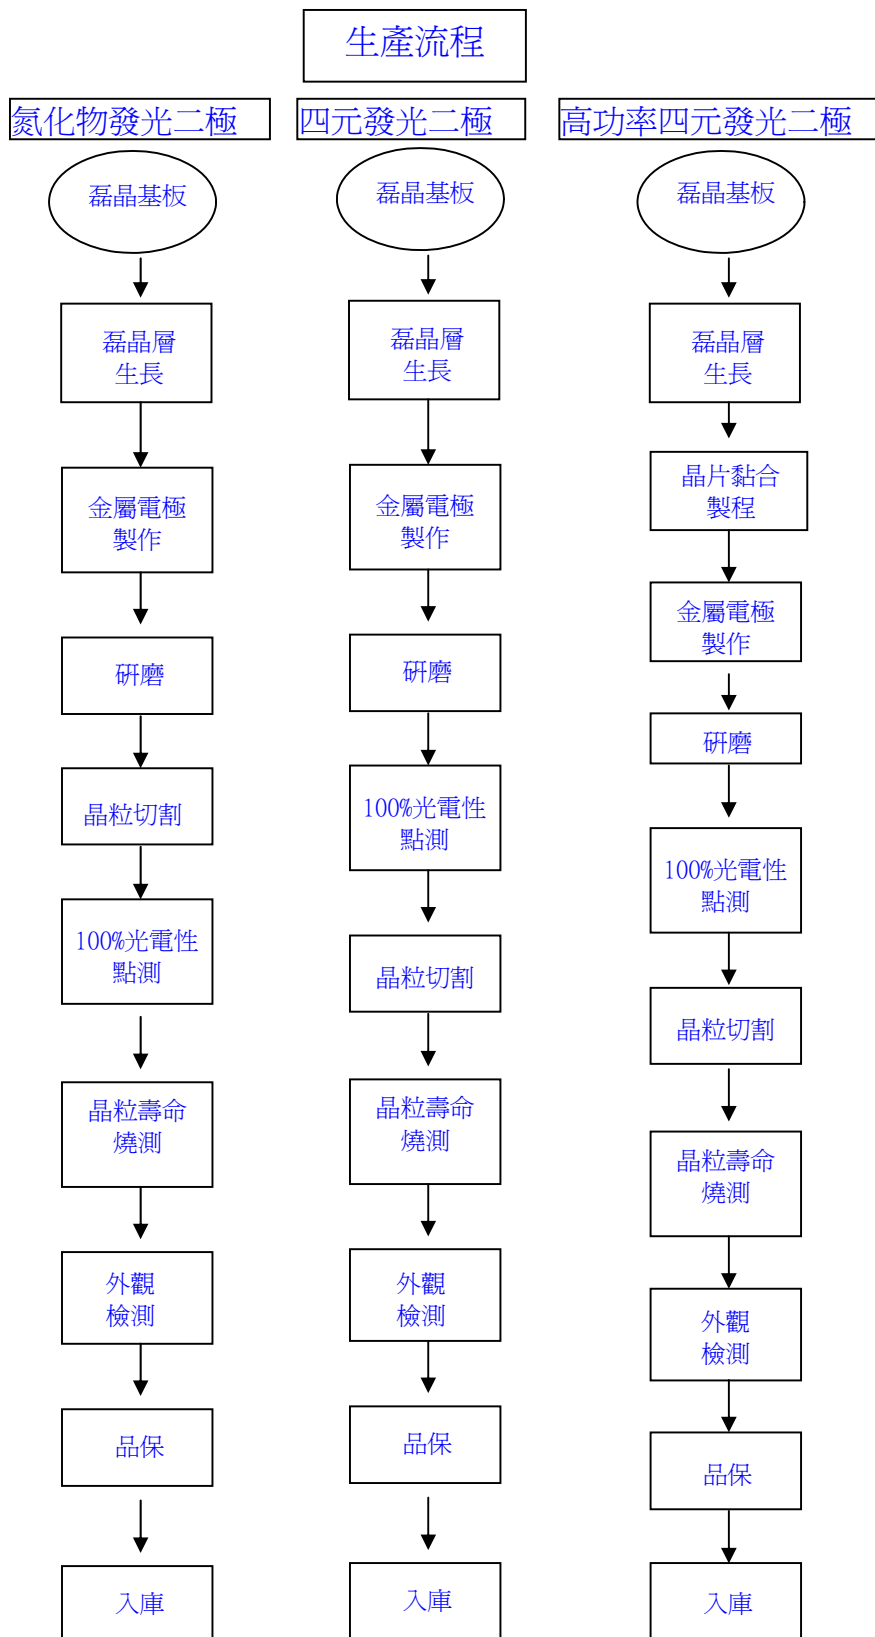 生產流程
氮化物發光二極
磊晶基板
磊晶層
生長
金屬電極
製作
研磨
晶粒切割
100%光電性
點測
晶粒壽命
燒測
外觀
檢測
品保
入庫
四元發光二極
磊晶基板
磊晶層
生長
金屬電極
製作
研磨
100%光電性
點測
晶粒切割
晶粒壽命
燒測
外觀
檢測
品保
入庫
高功率四元發光二極
磊晶基板
磊晶層
生長
晶片黏合
製程
金屬電極
製作
研磨
100%光電性
點測
晶粒切割
晶粒壽命
燒測
外觀
檢測
品保
入庫